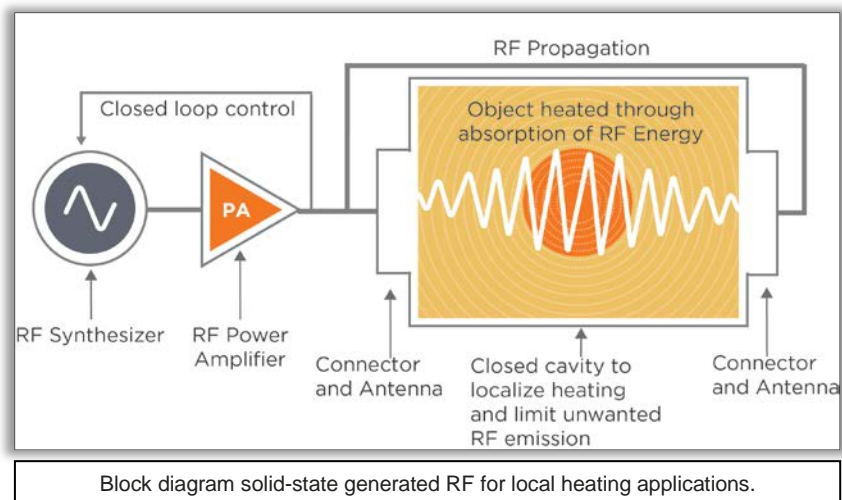 RF Propagation
Closed loop control
Object heated through
absorption of RF Energy
PA
RF Synthesizer
RF Power
Amplifier
Connector
and Antenna
Closed cavity to
localize heating
and limit unwanted
RF emission
Connector
and Antenna
Block diagram solid-state generated RF for local heating applications.